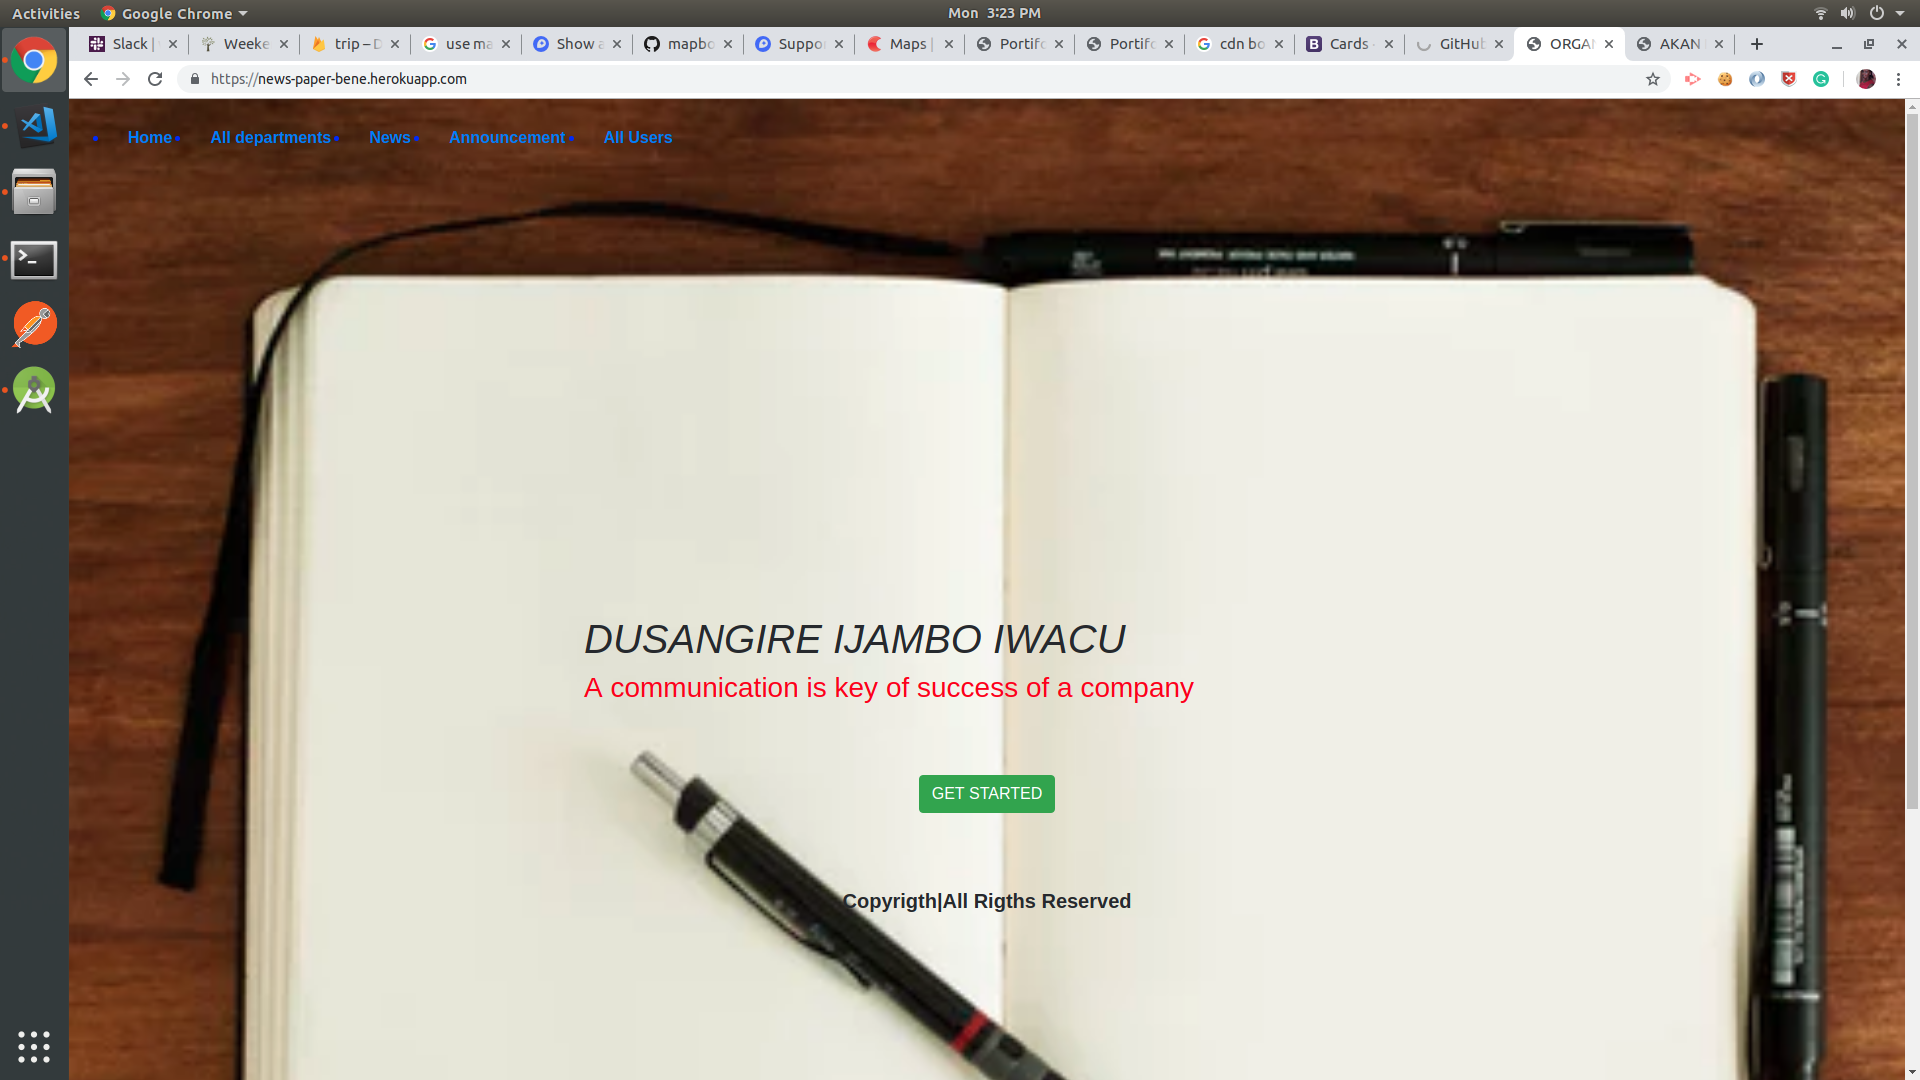 Activities
Google Chrome
Mon 3:23 PM
Slack |
Weeke
trip – D
use ma
Show a
mapbo
Suppo
Maps |
Portifo
Portifo
cdn bo
Cards
GitHub
ORGAN
AKAN
https://news-paper-bene.herokuapp.com
Home
All departments
News
Announcement
All Users
DUSANGIRE IJAMBO IWACU
A communication is key of success of a company
GET STARTED
Copyrigth|All Rigths Reserved